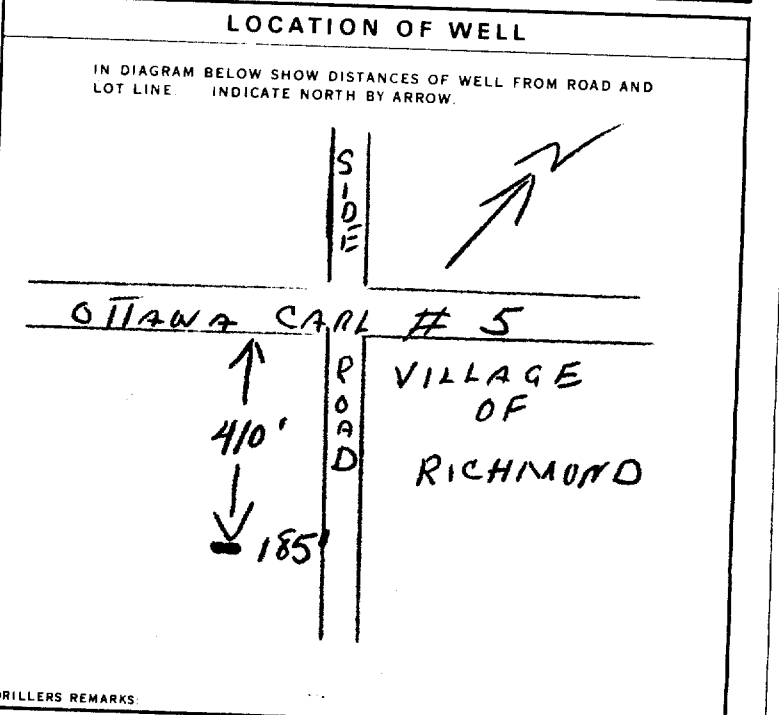 LOCATION OF WELL
IN DIAGRAM BELOW SHOW DISTANCES OF WELL FROM ROAD AND
LOT LINE. INDICATE NORTH BY ARROW.
N
SIDE
OTTAWA CARL # 5
ROAD
VILLAGE
OF
RICHMOND
410'
185'
DRILLERS REMARKS: